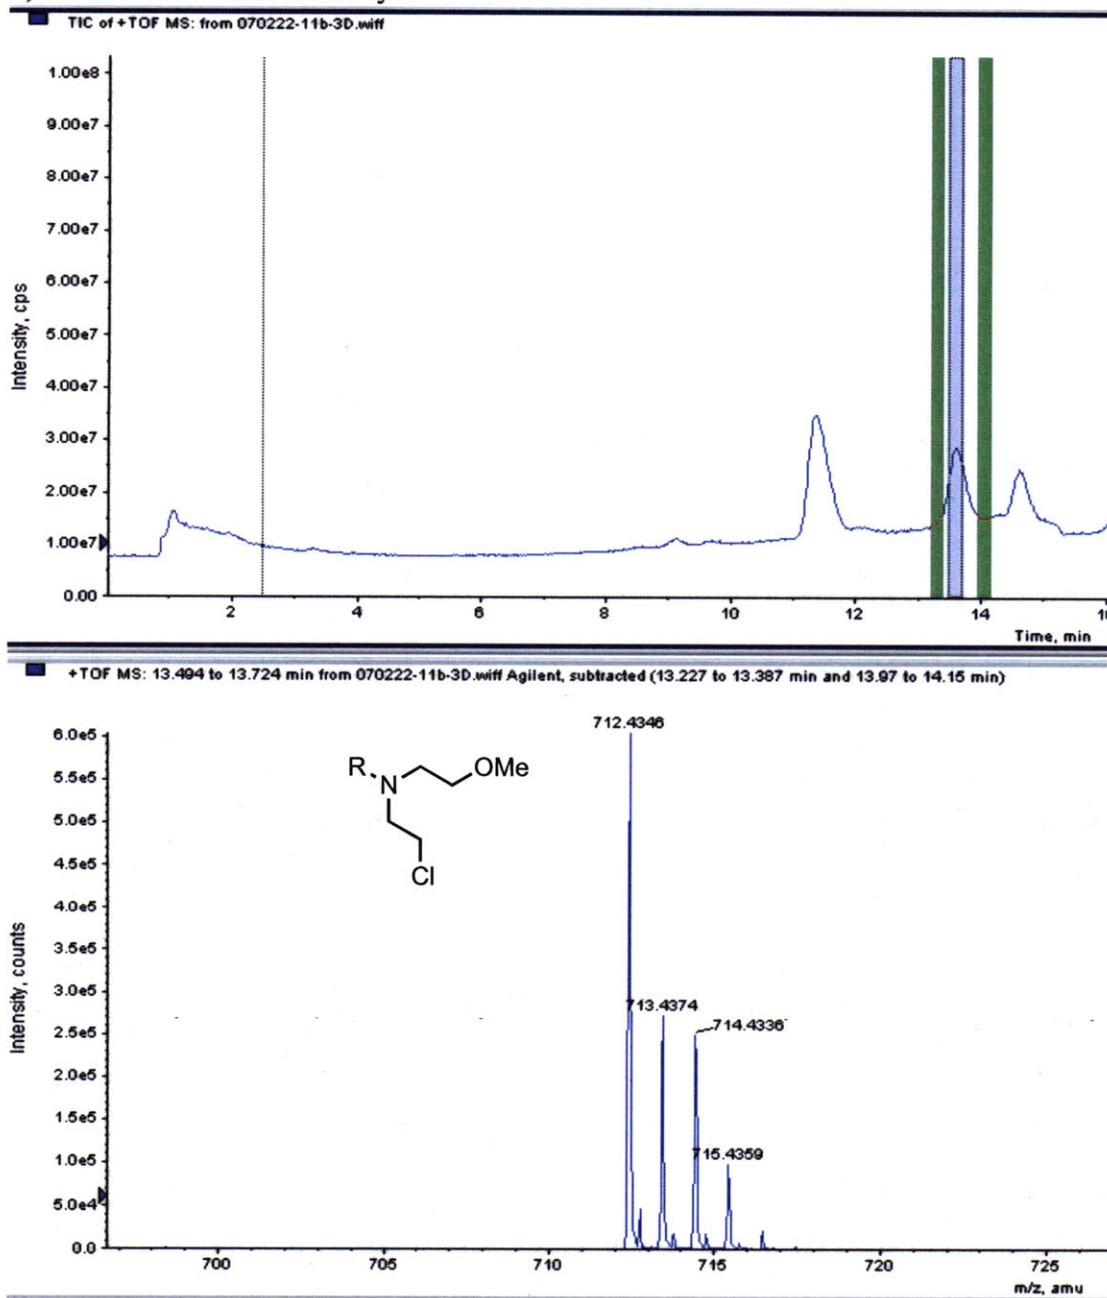 TIC of +TOF MS: from 070222-11b-3D.wiff
1.00e8
9.00e7
8.00e7
7.00e7
6.00e7
5.00e7
4.00e7
3.00e7
2.00e7
1.00e7
0.00
Intensity, cps
2 4 6 8 10 12 14
Time, min
+TOF MS: 13.494 to 13.724 min from 070222-11b-3D.wiff Agilent, subtracted (13.227 to 13.387 min and 13.97 to 14.15 min)
712.4346
6.0e5
5.5e5
5.0e5
4.5e5
4.0e5
3.5e5
3.0e5
2.5e5
2.0e5
1.5e5
1.0e5
5.0e4
0.0
Intensity, counts
R
N
OMe
Cl
713.4374
714.4336
715.4359
700 705 710 715 720 725
m/z, amu